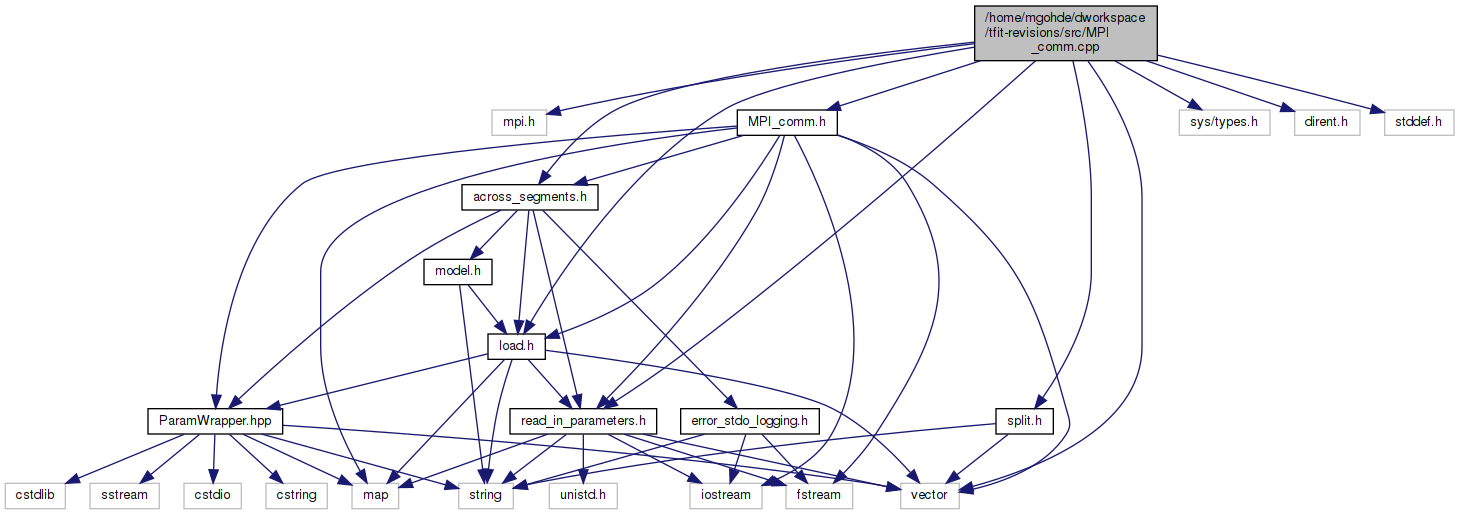 /home/mgohde/dworkspace
/tfit-revisions/src/MPI
_comm.cpp
mpi.h
MPI_comm.h
sys/types.h
dirent.h
stddef.h
across_segments.h
model.h
load.h
ParamWrapper.hpp
read_in_parameters.h
error_stdo_logging.h
split.h
cstdlib
sstream
cstdio
cstring
map
string
unistd.h
iostream
fstream
vector